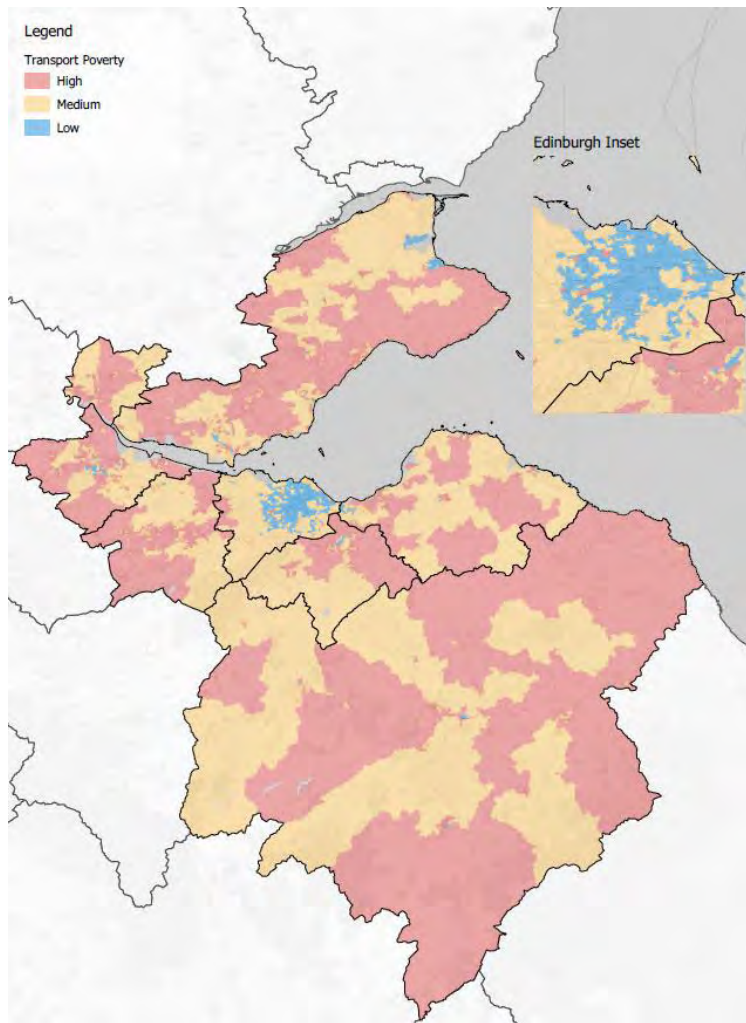 Legend
Transport Poverty
High
Medium
Low
Edinburgh Inset